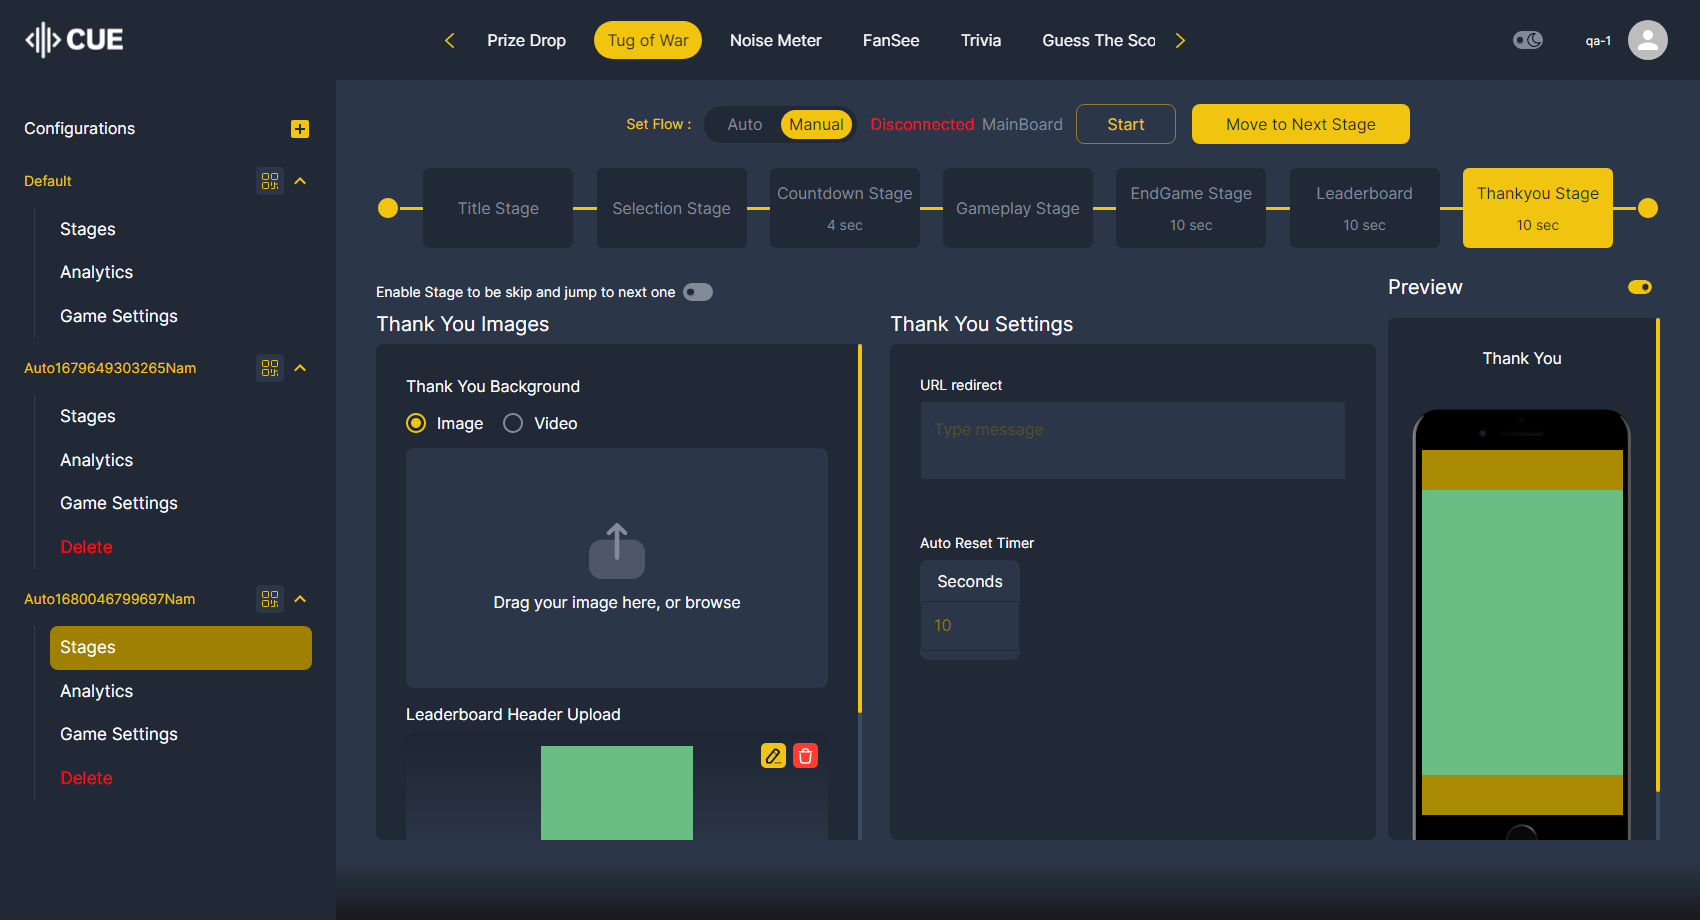 CUE
Prize Drop
Tug of War
Noise Meter
FanSee
Trivia
Guess The Sco
qa-1
Configurations
Default
Stages
Analytics
Game Settings
Auto1679649303265Nam
Stages
Analytics
Game Settings
Delete
Auto1680046799697Nam
Stages
Analytics
Game Settings
Delete
Set Flow :
Auto
Manual
Disconnected MainBoard
Start
Move to Next Stage
Title Stage
Selection Stage
Countdown Stage
4 sec
Gameplay Stage
EndGame Stage
10 sec
Leaderboard
10 sec
Thankyou Stage
10 sec
Enable Stage to be skip and jump to next one
Thank You Images
Thank You Background
Image
Video
Drag your image here, or browse
Leaderboard Header Upload
Thank You Settings
URL redirect
Type message
Auto Reset Timer
Seconds
10
Preview
Thank You